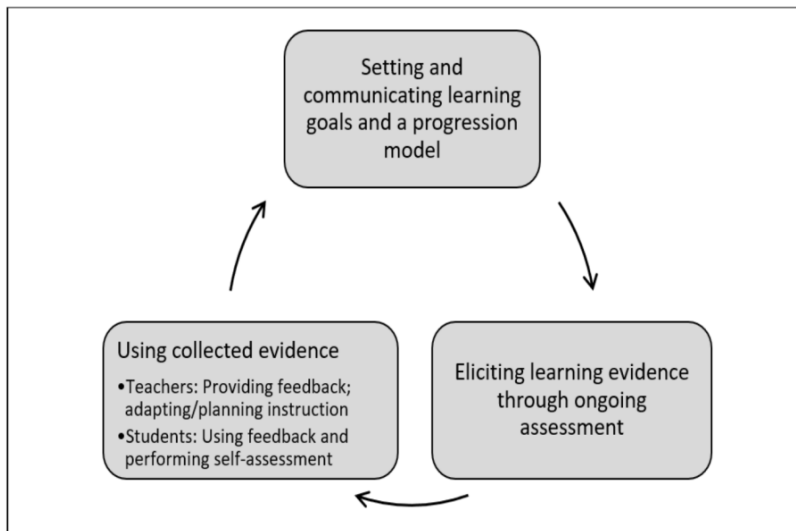 Setting and
communicating learning
goals and a progression
model
Using collected evidence
•Teachers: Providing feedback;
adapting/planning instruction
•Students: Using feedback and
performing self-assessment
Eliciting learning evidence
through ongoing
assessment